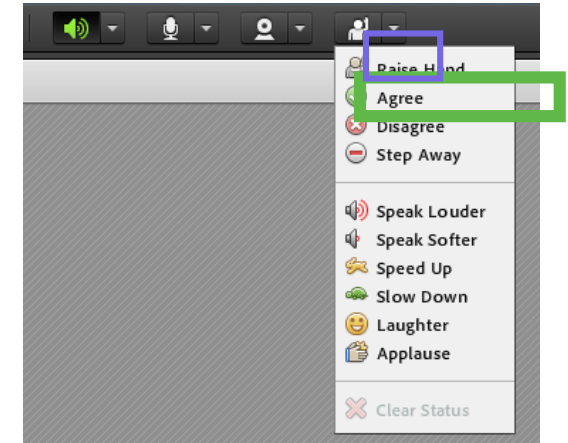 Raise Hand
Agree
Disagree
Step Away
Speak Louder
Speak Softer
Speed Up
Slow Down
Laughter
Applause
Clear Status